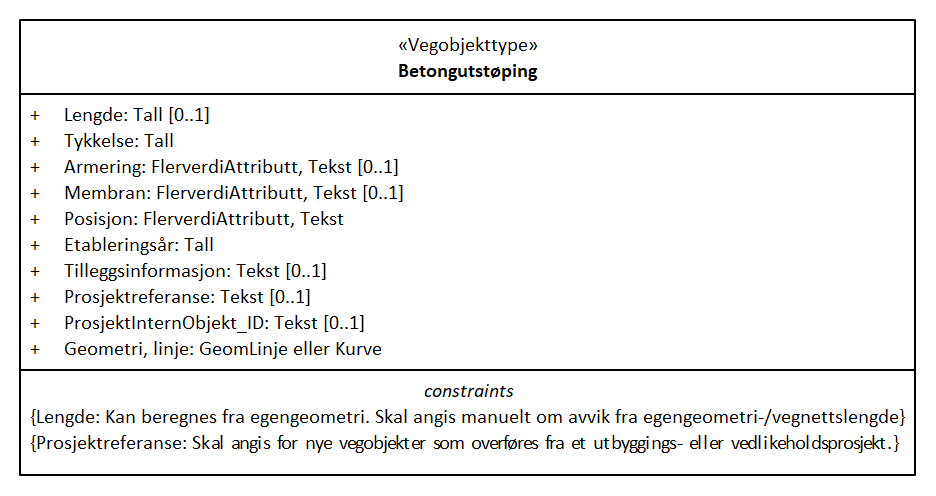 «Vegobjekttype»
Betongutstøping
+ Lengde: Tall [0..1]
+ Tykkelse: Tall
+ Armering: FlerverdiAttributt, Tekst [0..1]
+ Membran: FlerverdiAttributt, Tekst [0..1]
+ Posisjon: FlerverdiAttributt, Tekst
+ Etableringsår: Tall
+ Tilleggsinformasjon: Tekst [0..1]
+ Prosjektreferanse: Tekst [0..1]
+ ProsjektInternObjekt_ID: Tekst [0..1]
+ Geometri, linje: GeomLinje eller Kurve
constraints
{Lengde: Kan beregnes fra egengeometri. Skal angis manuelt om avvik fra egengeometri-/vegnettslengde}
{Prosjektreferanse: Skal angis for nye vegobjekter som overføres fra et utbyggings- eller vedlikeholdsprosjekt.}